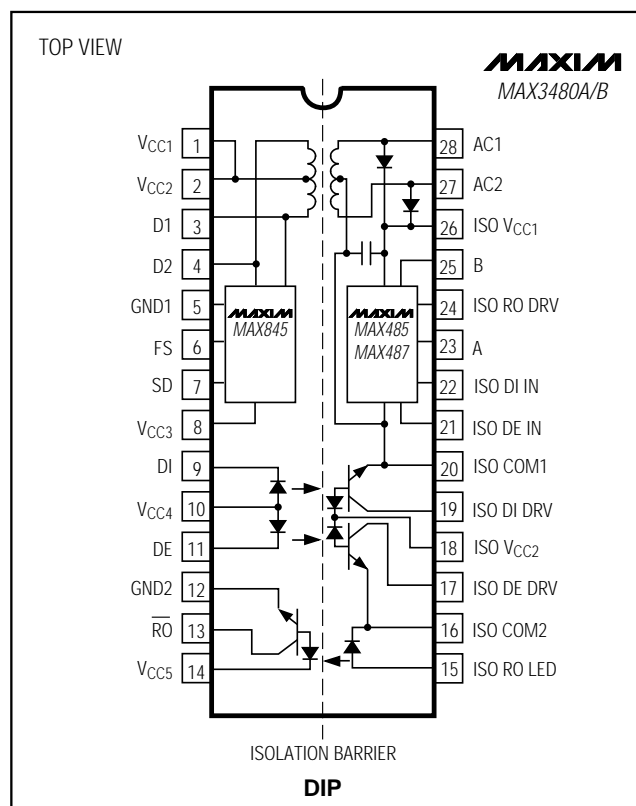 TOP VIEW
MAXIM
MAX3480A/B
VCC1 1
VCC2 2
D1 3
D2 4
GND1 5
FS 6
SD 7
VCC3 8
DI 9
VCC4 10
DE 11
GND2 12
R̅O̅ 13
VCC5 14
28 AC1
27 AC2
26 ISO VCC1
25 B
24 ISO RO DRV
23 A
22 ISO DI IN
21 ISO DE IN
20 ISO COM1
19 ISO DI DRV
18 ISO VCC2
17 ISO DE DRV
16 ISO COM2
15 ISO RO LED
MAXIM
MAX845
MAXIM
MAX485
MAX487
ISOLATION BARRIER
DIP